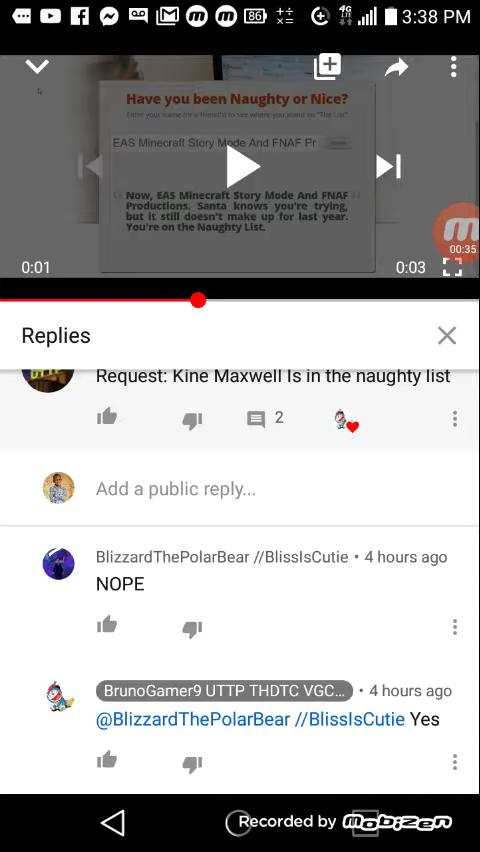 86 4G LTE 3:38 PM
Have you been Naughty or Nice?
EAS Minecraft Story Mode And FNAF Pr
Now, EAS Minecraft Story Mode And FNAF
Productions. Santa knows you're trying,
but it still doesn't make up for last year.
You're on the Naughty List.
00:35
0:01 0:03
Replies
Request: Kine Maxwell Is in the naughty list
2
Add a public reply...
BlizzardThePolarBear //BlissIsCutie • 4 hours ago
NOPE
BrunoGamer9 UTTP THDTC VGC... • 4 hours ago
@BlizzardThePolarBear //BlissIsCutie Yes
Recorded by Mobizen